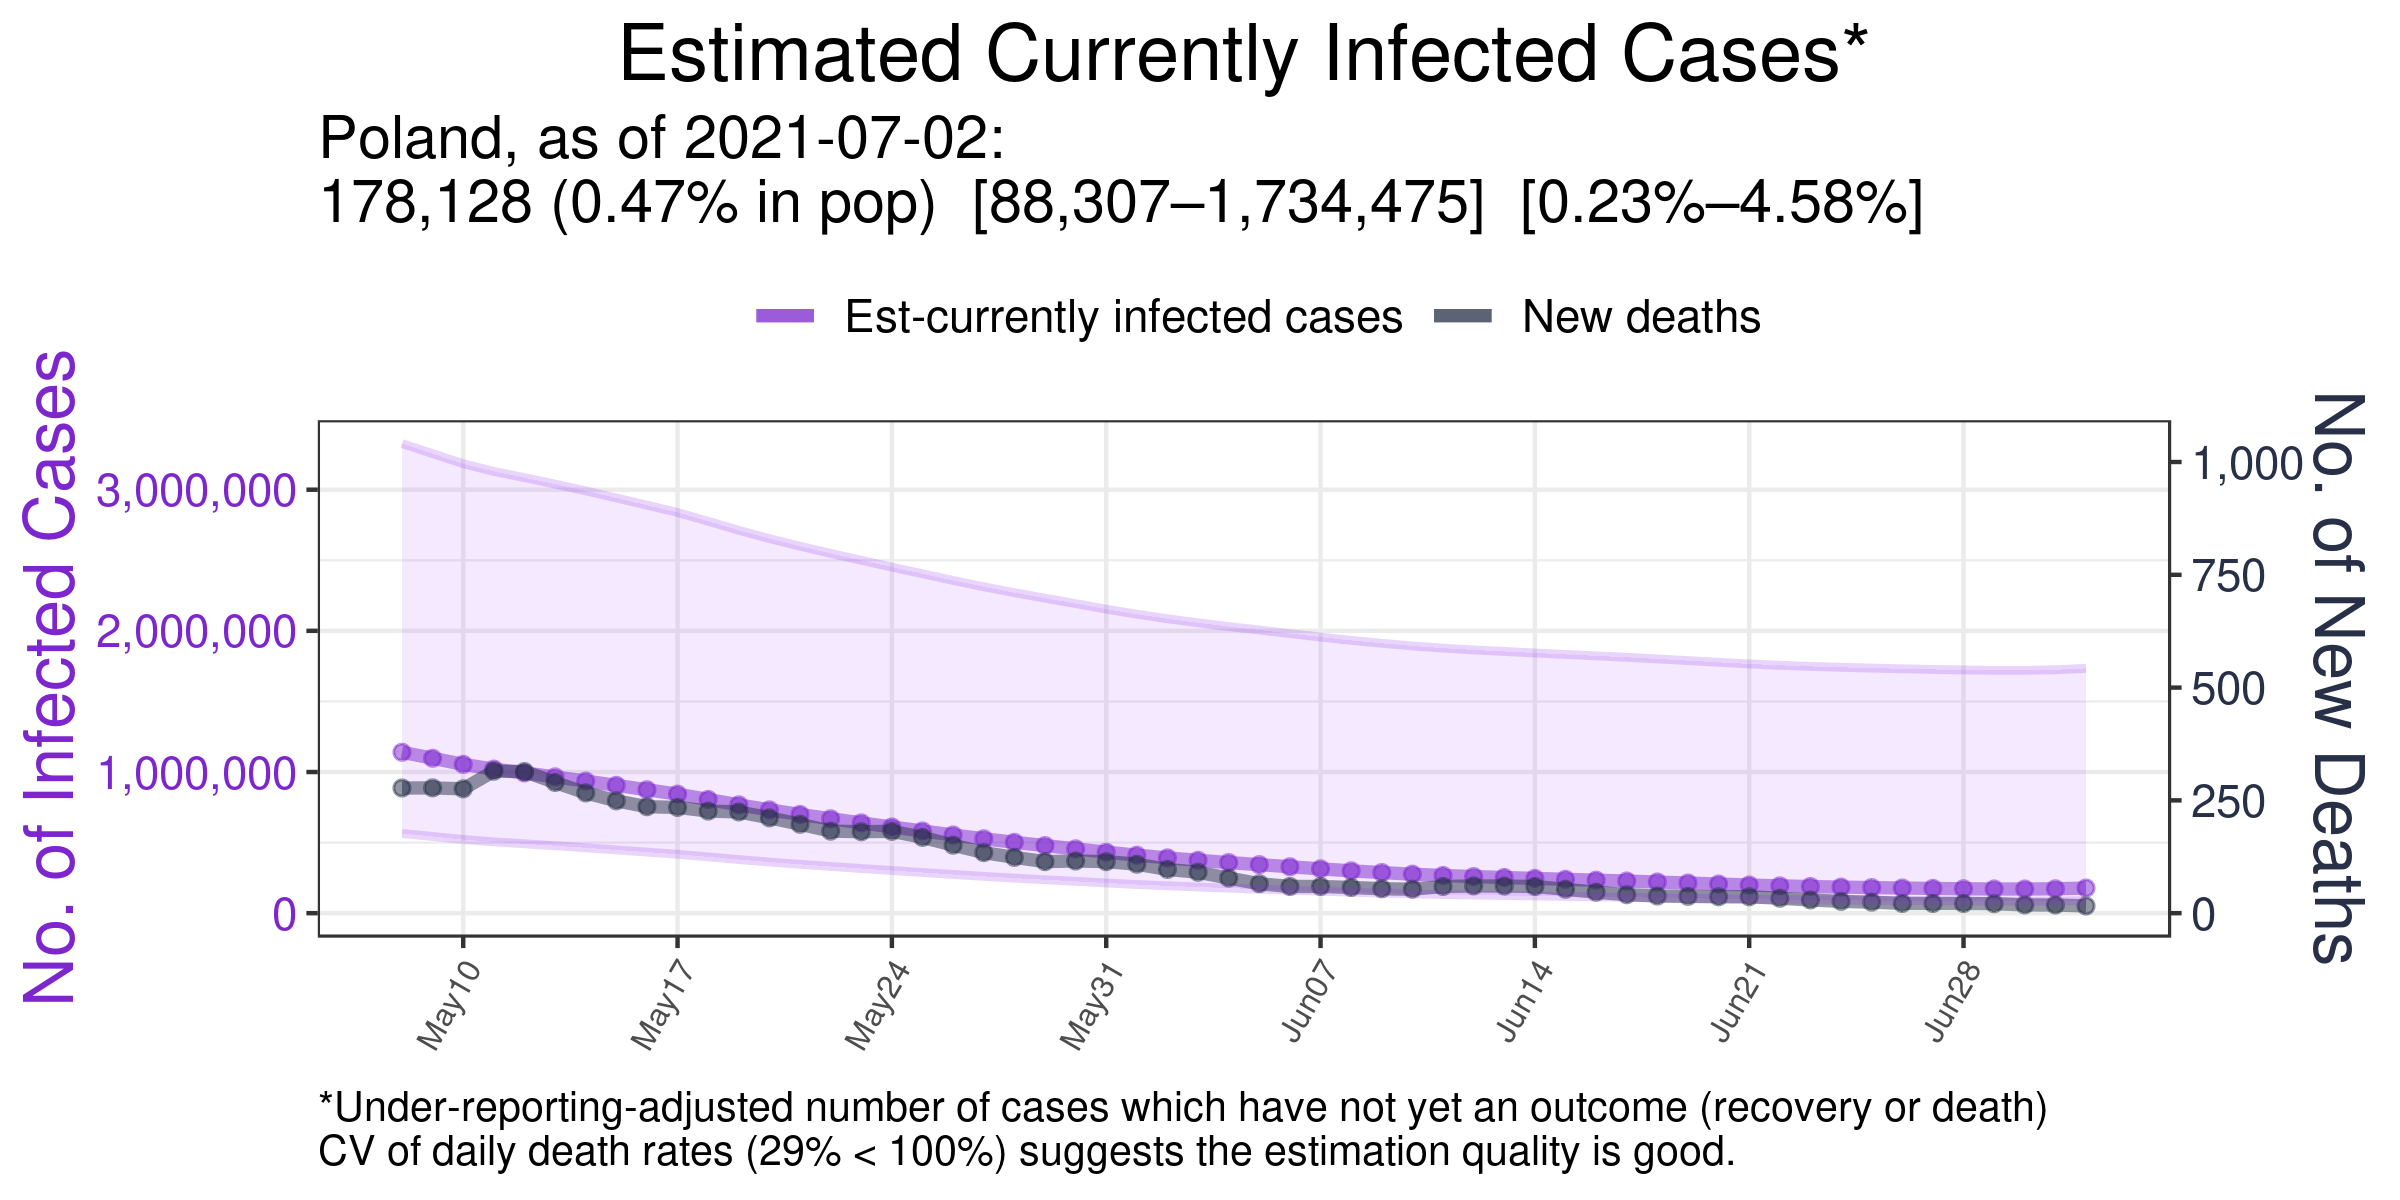 Estimated Currently Infected Cases*
Poland, as of 2021-07-02:
178,128 (0.47% in pop)  [88,307–1,734,475]  [0.23%–4.58%]
Est-currently infected cases
New deaths
No. of Infected Cases
3,000,000
2,000,000
1,000,000
0
1,000
750
500
250
0
No. of New Deaths
May10
May17
May24
May31
Jun07
Jun14
Jun21
Jun28
*Under-reporting-adjusted number of cases which have not yet an outcome (recovery or death)
CV of daily death rates (29% < 100%) suggests the estimation quality is good.